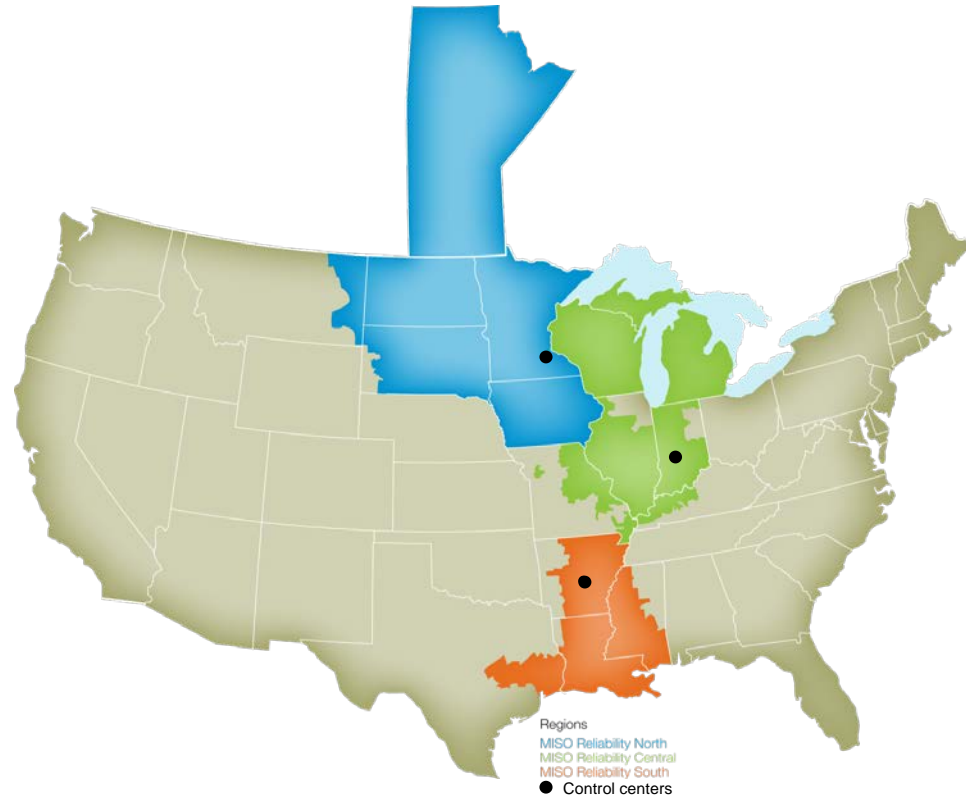 Regions
MISO Reliability North
MISO Reliability Central
MISO Reliability South
Control centers